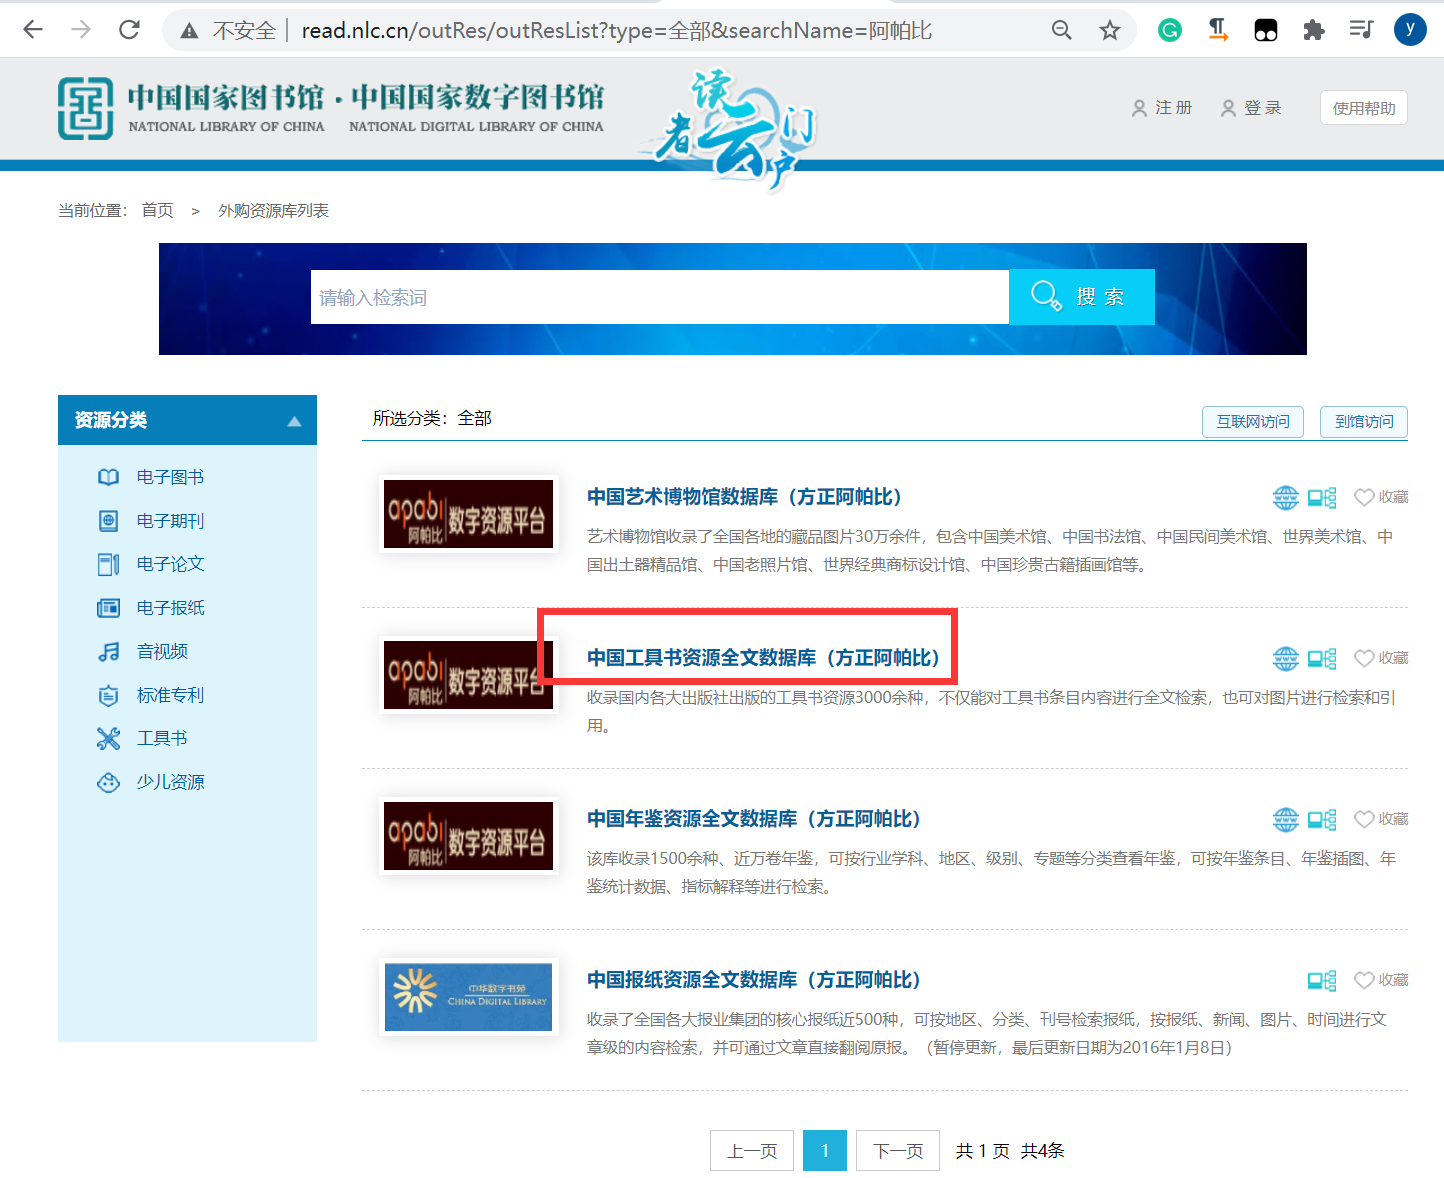 不安全 read.nlc.cn/outRes/outResList?type=全部&searchName=阿帕比
y
中国国家图书馆·中国国家数字图书馆
NATIONAL LIBRARY OF CHINA NATIONAL DIGITAL LIBRARY OF CHINA
读者云门户
注册 登录 使用帮助
当前位置： 首页 > 外购资源库列表
请输入检索词
搜索
资源分类
电子图书
电子期刊
电子论文
电子报纸
音视频
标准专利
工具书
少儿资源
所选分类：全部
互联网访问 到馆访问
apabi 阿帕比 数字资源平台
中国艺术博物馆数据库（方正阿帕比）
收藏
艺术博物馆收录了全国各地的藏品图片30万余件，包含中国美术馆、中国书法馆、中国民间美术馆、世界美术馆、中
国出土器精品馆、中国老照片馆、世界经典商标设计馆、中国珍贵古籍插画馆等。
apabi 阿帕比 数字资源平台
中国工具书资源全文数据库（方正阿帕比）
收藏
收录国内各大出版社出版的工具书资源3000余种，不仅能对工具书条目内容进行全文检索，也可对图片进行检索和引
用。
apabi 阿帕比 数字资源平台
中国年鉴资源全文数据库（方正阿帕比）
收藏
该库收录1500余种、近万卷年鉴，可按行业学科、地区、级别、专题等分类查看年鉴，可按年鉴条目、年鉴插图、年
鉴统计数据、指标解释等进行检索。
中华数字书苑
CHINA DIGITAL LIBRARY
中国报纸资源全文数据库（方正阿帕比）
收藏
收录了全国各大报业集团的核心报纸近500种，可按地区、分类、刊号检索报纸，按报纸、新闻、图片、时间进行文
章级的内容检索，并可通过文章直接翻阅原报。（暂停更新，最后更新日期为2016年1月8日）
上一页 1 下一页 共 1 页 共4条